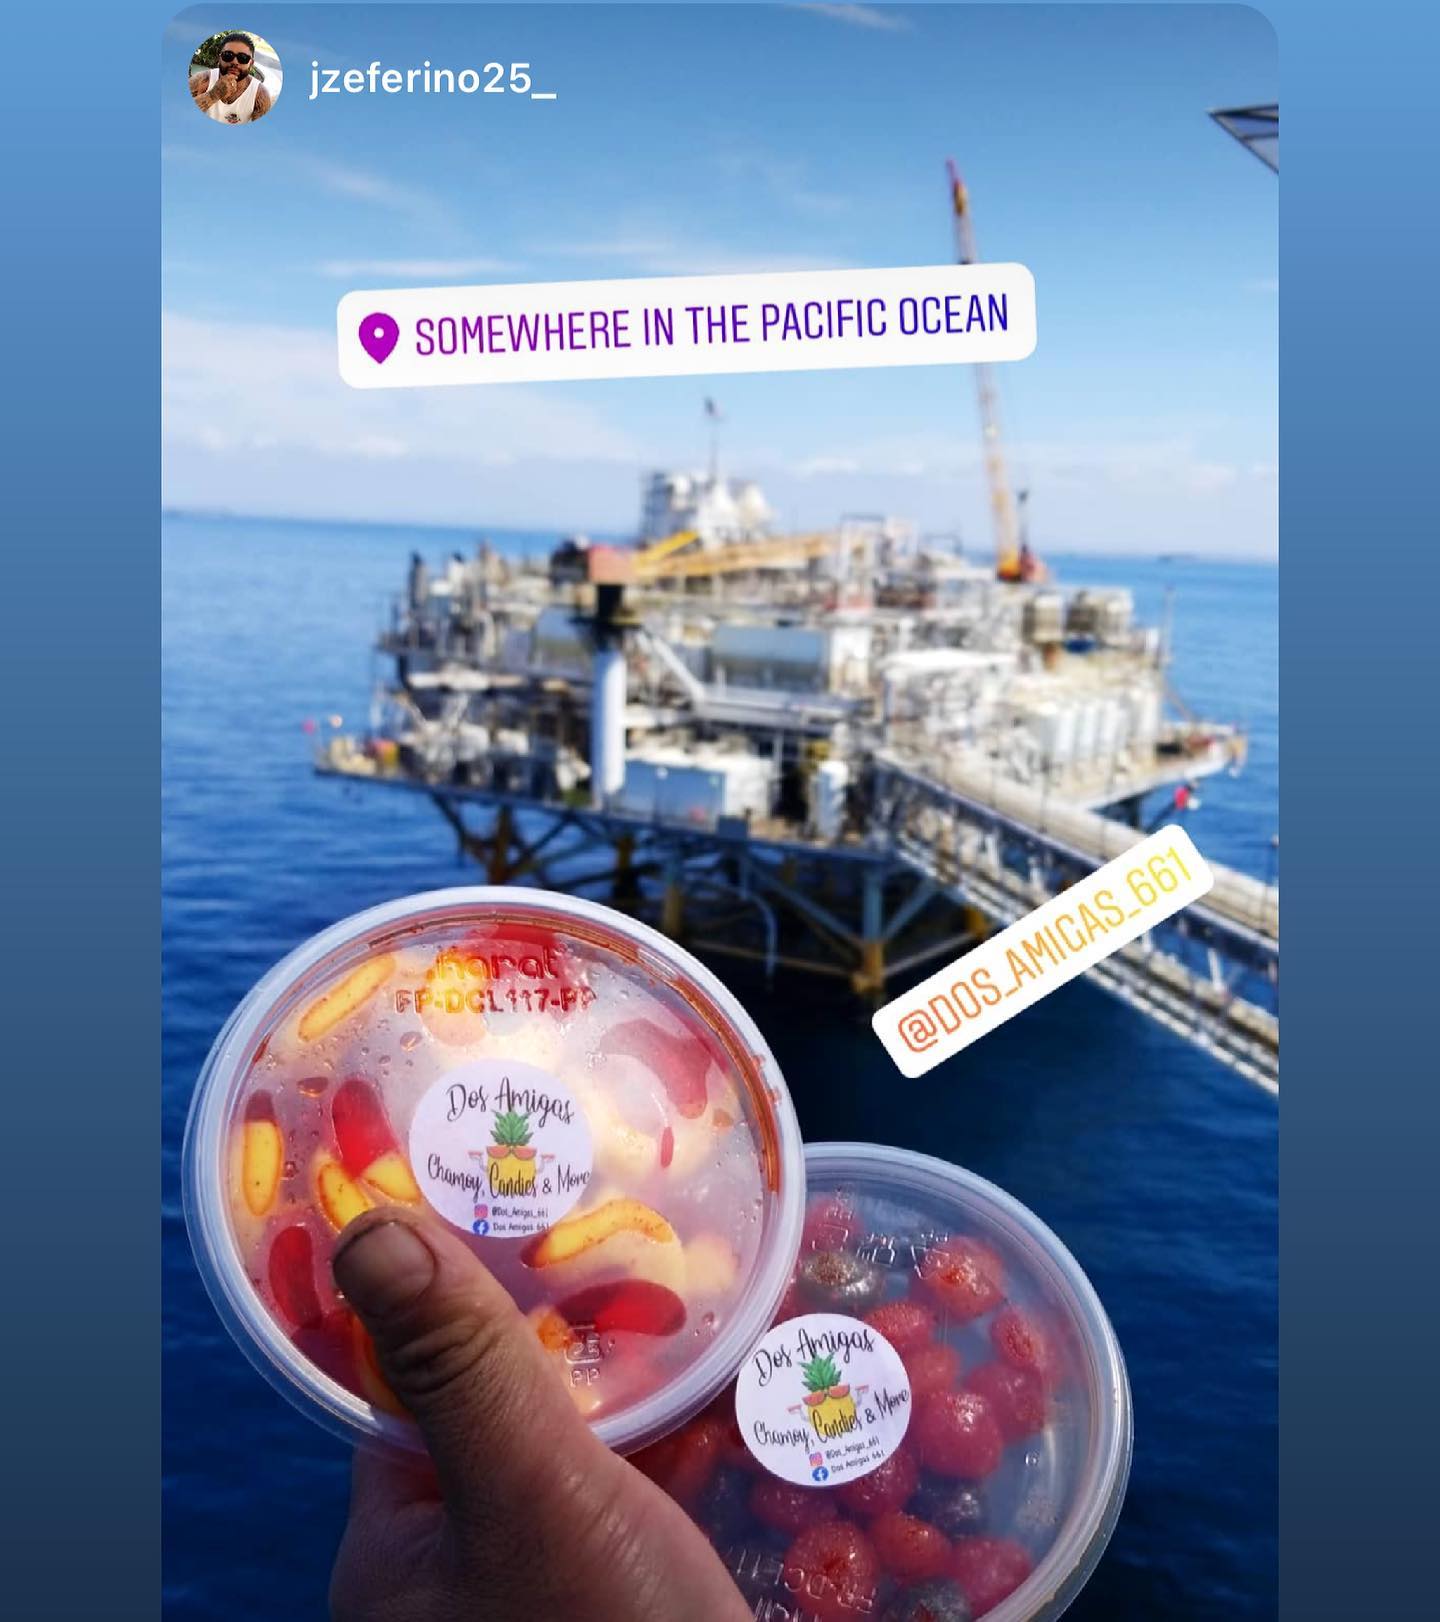 jzeferino25_
SOMEWHERE IN THE PACIFIC OCEAN
@DOS_AMIGAS_661
Karat
FP-DCL117-PP
Dos Amigas
Chamoy, Candies & More
@Dos_Amigas_661
Dos Amigas 661
PP
Dos Amigas
Chamoy, Candies & More
@Dos_Amigas_661
Dos Amigas 661